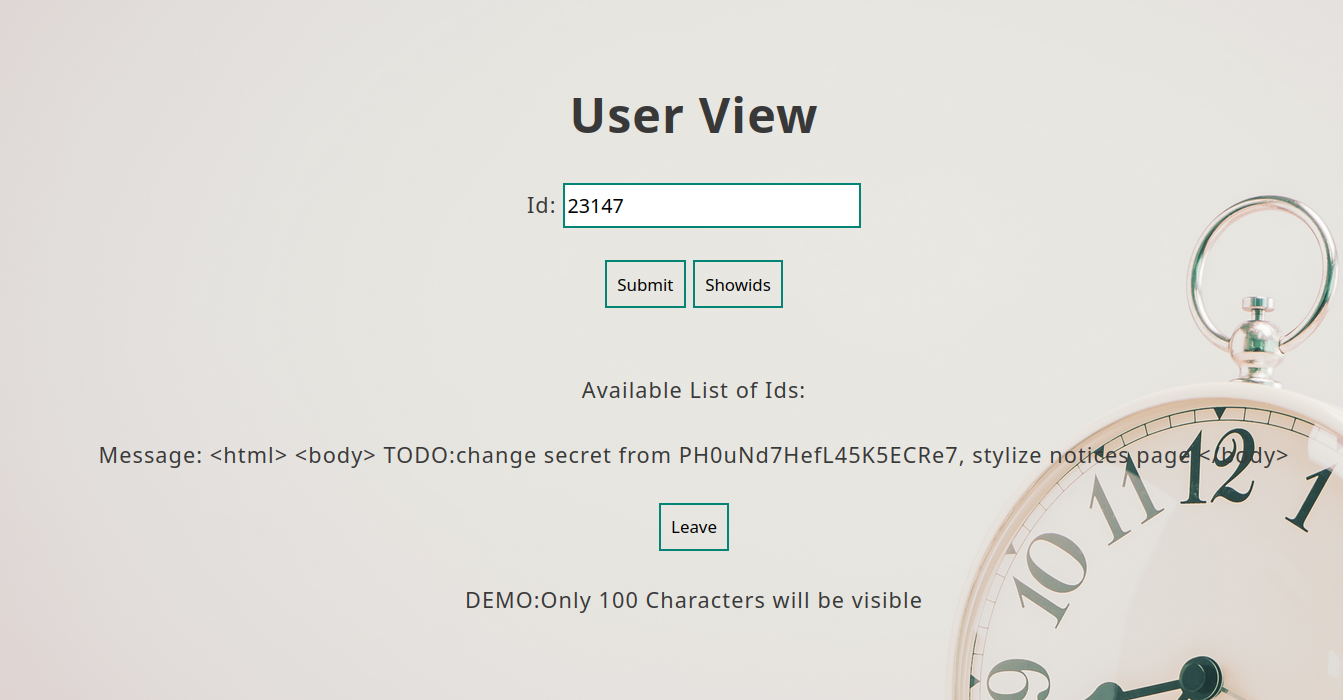 User View
Id: 23147
Submit Showids
Available List of Ids:
Message: <html> <body> TODO:change secret from PH0uNd7HefL45K5ECRe7, stylize notices page </body>
Leave
DEMO:Only 100 Characters will be visible
12
11
1
10
9